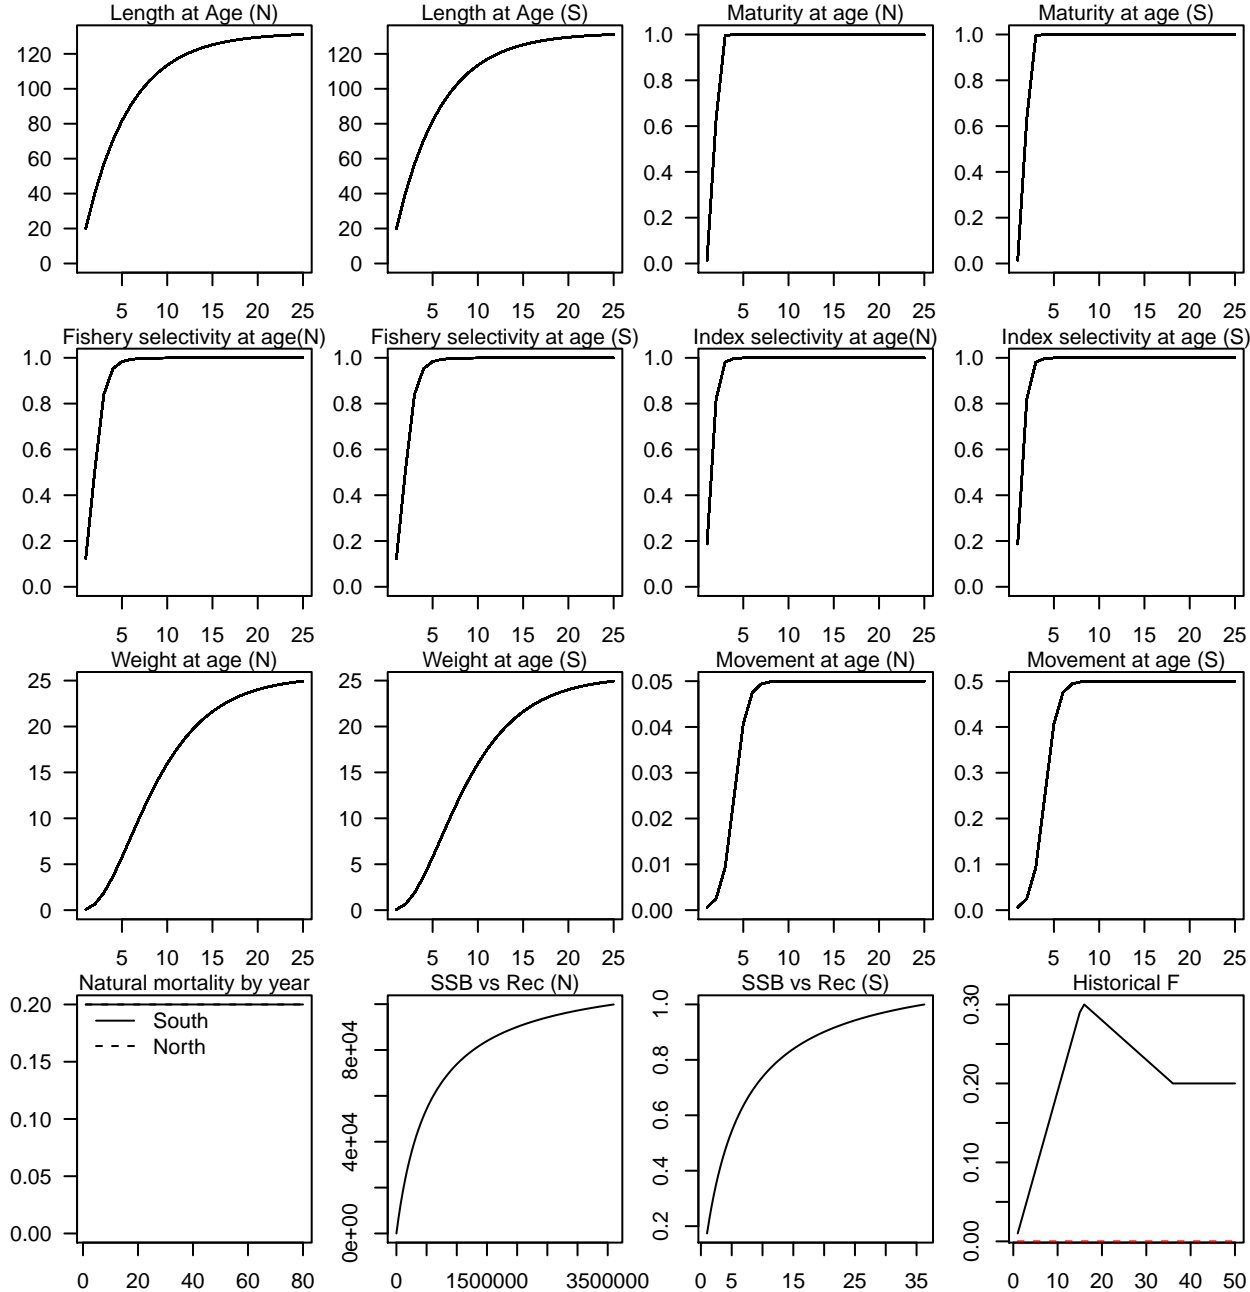 Length at Age (N)
Length at Age (S)
Maturity at age (N)
Maturity at age (S)
120
100
80
60
40
20
0
5 10 15 20 25
120
100
80
60
40
20
0
5 10 15 20 25
1.0
0.8
0.6
0.4
0.2
0.0
5 10 15 20 25
1.0
0.8
0.6
0.4
0.2
0.0
5 10 15 20 25
Fishery selectivity at age(N)
Fishery selectivity at age (S)
Index selectivity at age(N)
Index selectivity at age (S)
1.0
0.8
0.6
0.4
0.2
0.0
5 10 15 20 25
1.0
0.8
0.6
0.4
0.2
0.0
5 10 15 20 25
1.0
0.8
0.6
0.4
0.2
0.0
5 10 15 20 25
1.0
0.8
0.6
0.4
0.2
0.0
5 10 15 20 25
Weight at age (N)
Weight at age (S)
Movement at age (N)
Movement at age (S)
25
20
15
10
5
0
5 10 15 20 25
25
20
15
10
5
0
5 10 15 20 25
0.05
0.04
0.03
0.02
0.01
0.00
5 10 15 20 25
0.5
0.4
0.3
0.2
0.1
0.0
5 10 15 20 25
Natural mortality by year
SSB vs Rec (N)
SSB vs Rec (S)
Historical F
0.20
0.15
0.10
0.05
0.00
South
North
0 20 40 60 80
8e+04
4e+04
0e+00
0 1500000 3500000
1.0
0.8
0.6
0.4
0.2
0 5 15 25 35
0.30
0.20
0.10
0.00
0 10 20 30 40 50